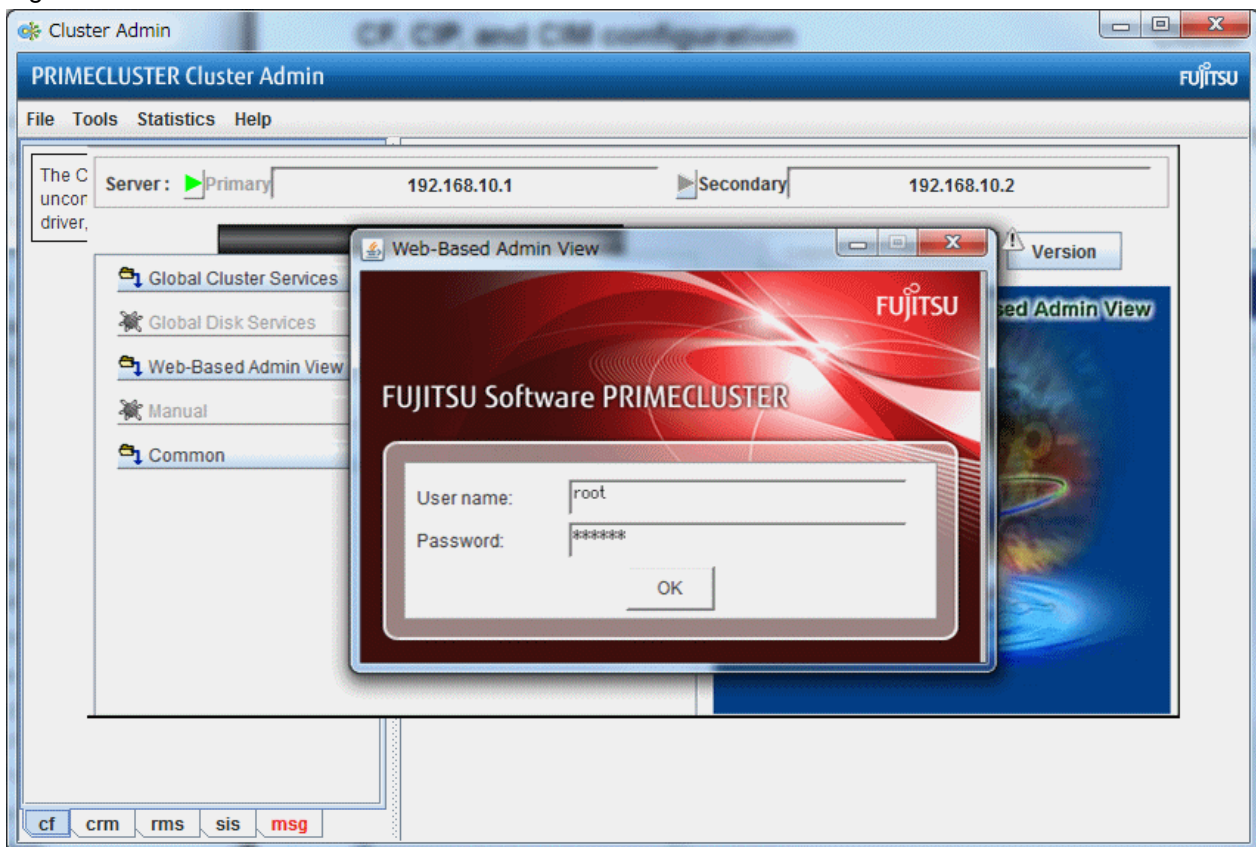 Cluster Admin
CF, CIP, and CIM configuration
PRIMECLUSTER Cluster Admin
FUJITSU
File Tools Statistics Help
The C
uncor
driver,
Server : Primary 192.168.10.1 Secondary 192.168.10.2
Version
Global Cluster Services
Global Disk Services
Web-Based Admin View
Manual
Common
sed Admin View
Web-Based Admin View
FUJITSU
FUJITSU Software PRIMECLUSTER
User name: root
Password: ******
OK
cf crm rms sis msg